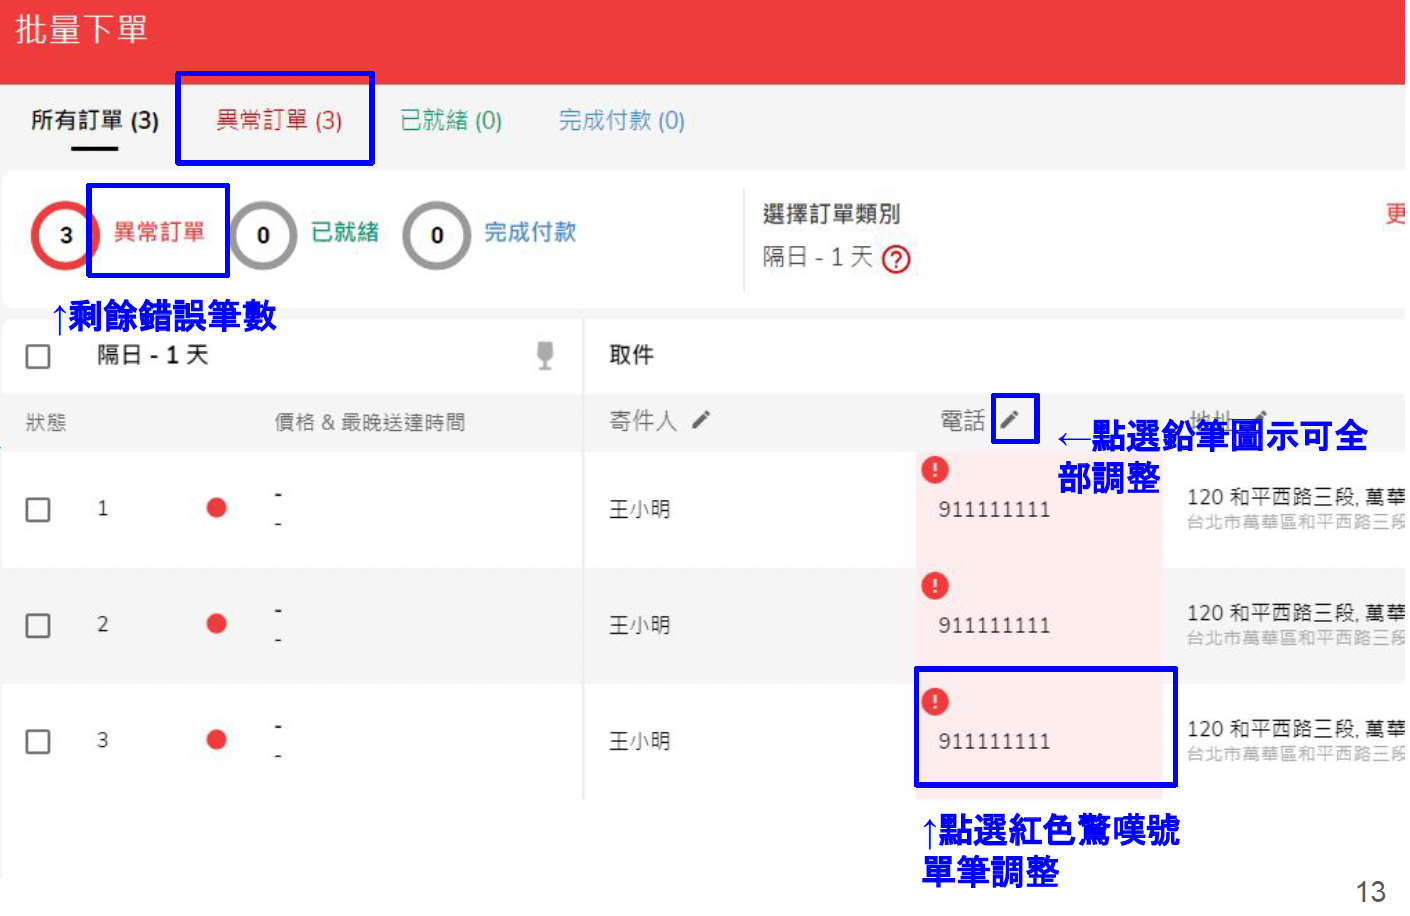 批量下單
所有訂單 (3) 異常訂單 (3) 已就緒 (0) 完成付款 (0)
3 異常訂單 0 已就緒 0 完成付款
選擇訂單類別
隔日 - 1 天 ?
更
↑剩餘錯誤筆數
隔日 - 1 天 取件
狀態 價格 & 最晚送達時間 寄件人 電話 地址
←點選鉛筆圖示可全
部調整
1 - 王小明 ! 911111111 120 和平西路三段, 萬華
- 台北市萬華區和平西路三段
2 - 王小明 ! 911111111 120 和平西路三段, 萬華
- 台北市萬華區和平西路三段
3 - 王小明 ! 911111111 120 和平西路三段, 萬華
- 台北市萬華區和平西路三段
↑點選紅色驚嘆號
單筆調整
13